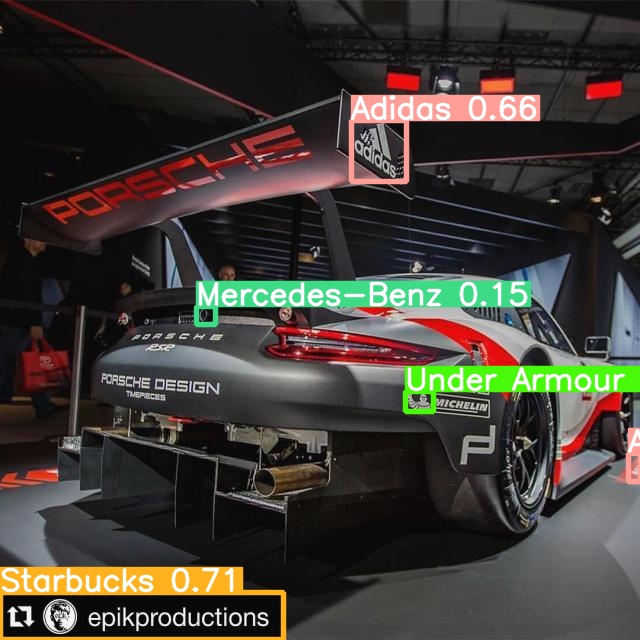 Adidas 0.66
adidas
PORSCHE
Mercedes-Benz 0.15
PORSCHE
RSR
Under Armour
PORSCHE DESIGN
TIMEPIECES
MICHELIN
A
Starbucks 0.71
epikproductions